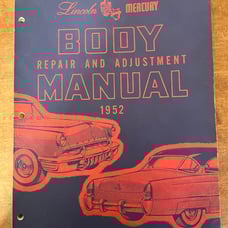 Lincoln MERCURY
BODY
REPAIR AND ADJUSTMENT
MANUAL
1952